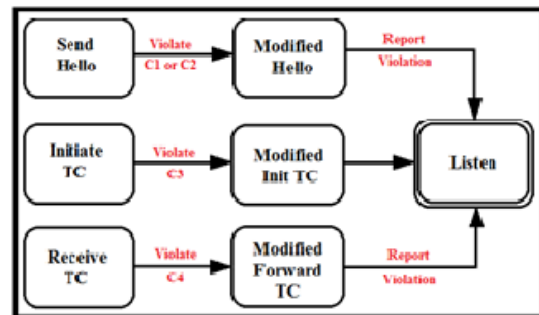 Send
Hello
Violate
C1 or C2
Modified
Hello
Report
Violation
Initiate
TC
Violate
C3
Modified
Init TC
Listen
Receive
TC
Violate
C4
Modified
Forward
TC
Report
Violation